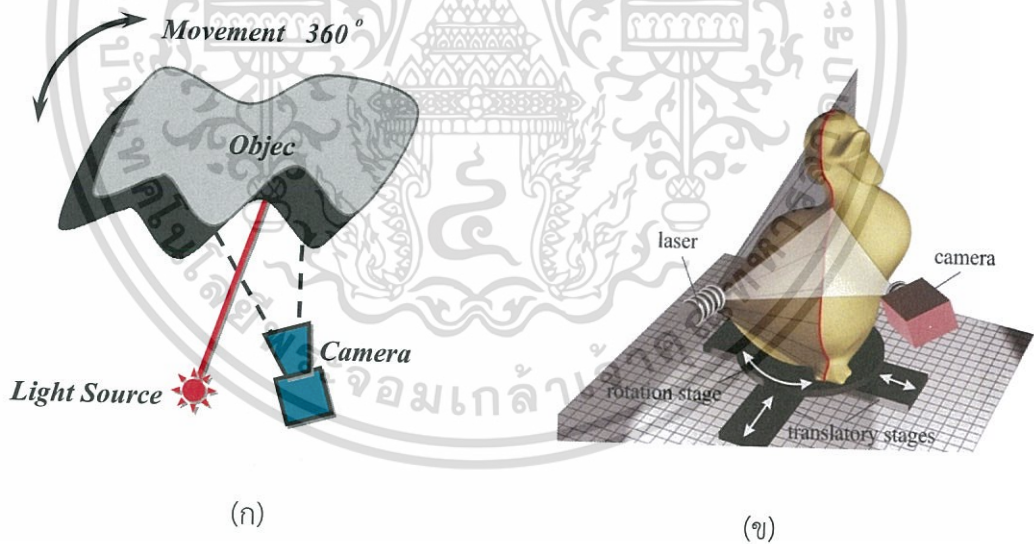 Movement 360°
Objec
Camera
Light Source
laser
camera
rotation stage
translatory stages
(ก)
(ข)